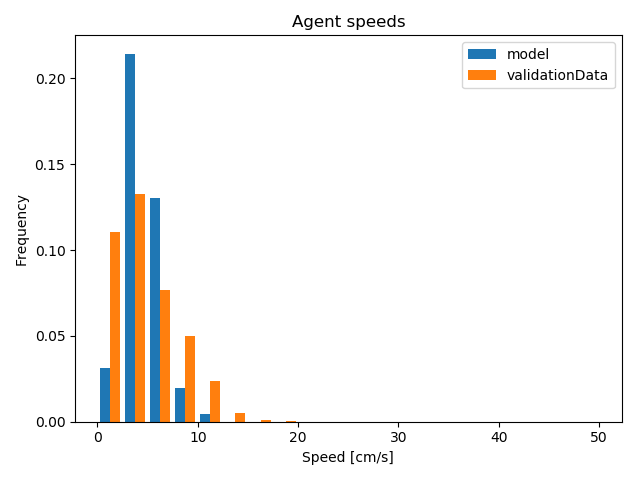 Agent speeds
model
validationData
Frequency
0.20
0.15
0.10
0.05
0.00
0 10 20 30 40 50
Speed [cm/s]